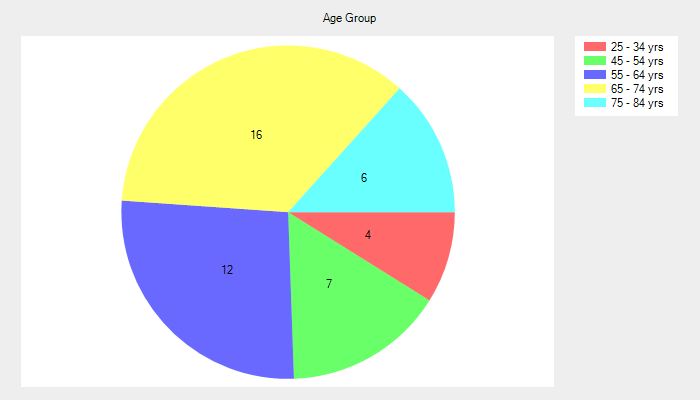 Age Group
25 - 34 yrs
45 - 54 yrs
55 - 64 yrs
65 - 74 yrs
75 - 84 yrs
16
6
4
12
7